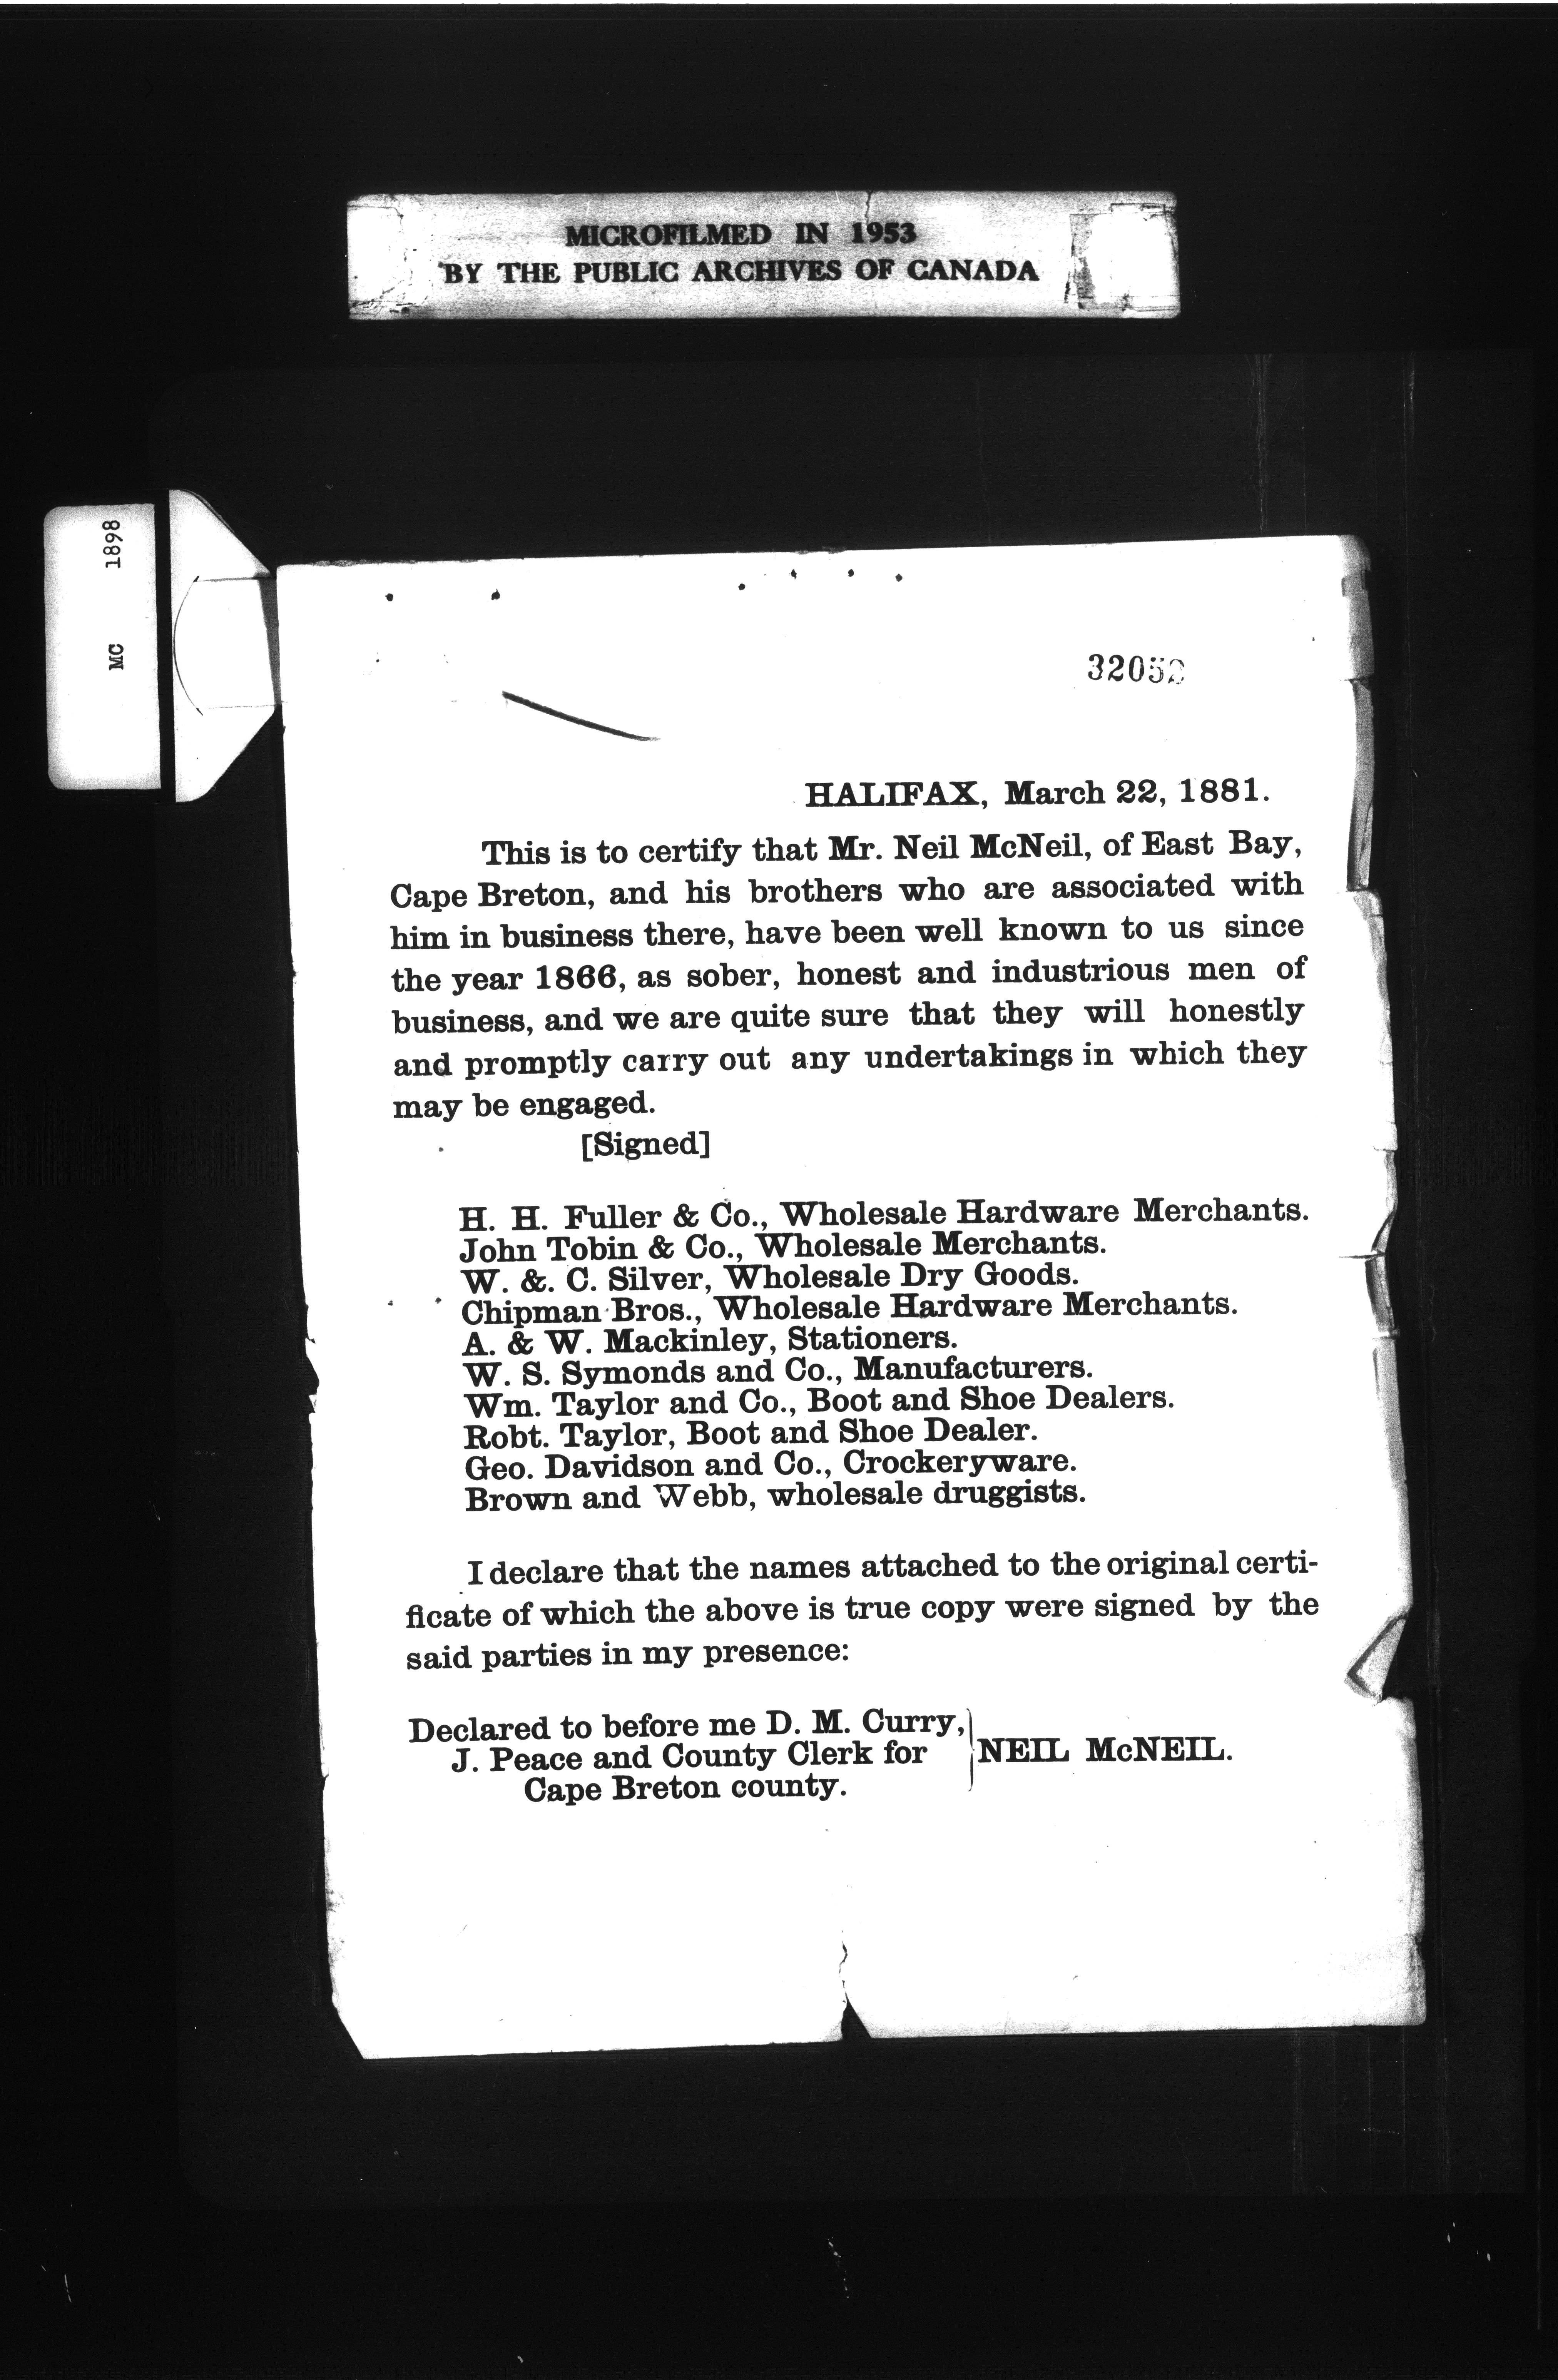 MICROFILMED IN 1953
BY THE PUBLIC ARCHIVES OF CANADA
MC 1898
32052
HALIFAX, March 22, 1881.
This is to certify that Mr. Neil McNeil, of East Bay,
Cape Breton, and his brothers who are associated with
him in business there, have been well known to us since
the year 1866, as sober, honest and industrious men of
business, and we are quite sure that they will honestly
and promptly carry out any undertakings in which they
may be engaged.
[Signed]
H. H. Fuller & Co., Wholesale Hardware Merchants.
John Tobin & Co., Wholesale Merchants.
W. &. C. Silver, Wholesale Dry Goods.
Chipman Bros., Wholesale Hardware Merchants.
A. & W. Mackinley, Stationers.
W. S. Symonds and Co., Manufacturers.
Wm. Taylor and Co., Boot and Shoe Dealers.
Robt. Taylor, Boot and Shoe Dealer.
Geo. Davidson and Co., Crockeryware.
Brown and Webb, wholesale druggists.
I declare that the names attached to the original certi-
ficate of which the above is true copy were signed by the
said parties in my presence:
Declared to before me D. M. Curry,
J. Peace and County Clerk for
Cape Breton county.
NEIL McNEIL.